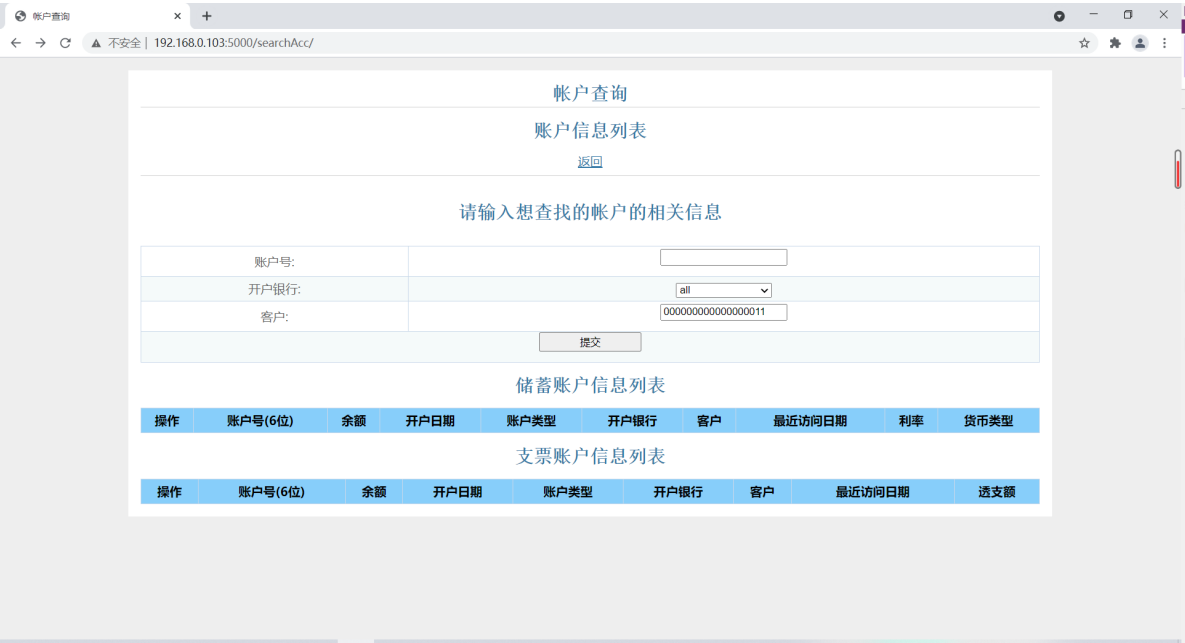 帐户查询
不安全 | 192.168.0.103:5000/searchAcc/
帐户查询
账户信息列表
返回
请输入想查找的帐户的相关信息
账户号:
开户银行: all
客户: 000000000000000011
提交
储蓄账户信息列表
操作 账户号(6位) 余额 开户日期 账户类型 开户银行 客户 最近访问日期 利率 货币类型
支票账户信息列表
操作 账户号(6位) 余额 开户日期 账户类型 开户银行 客户 最近访问日期 透支额